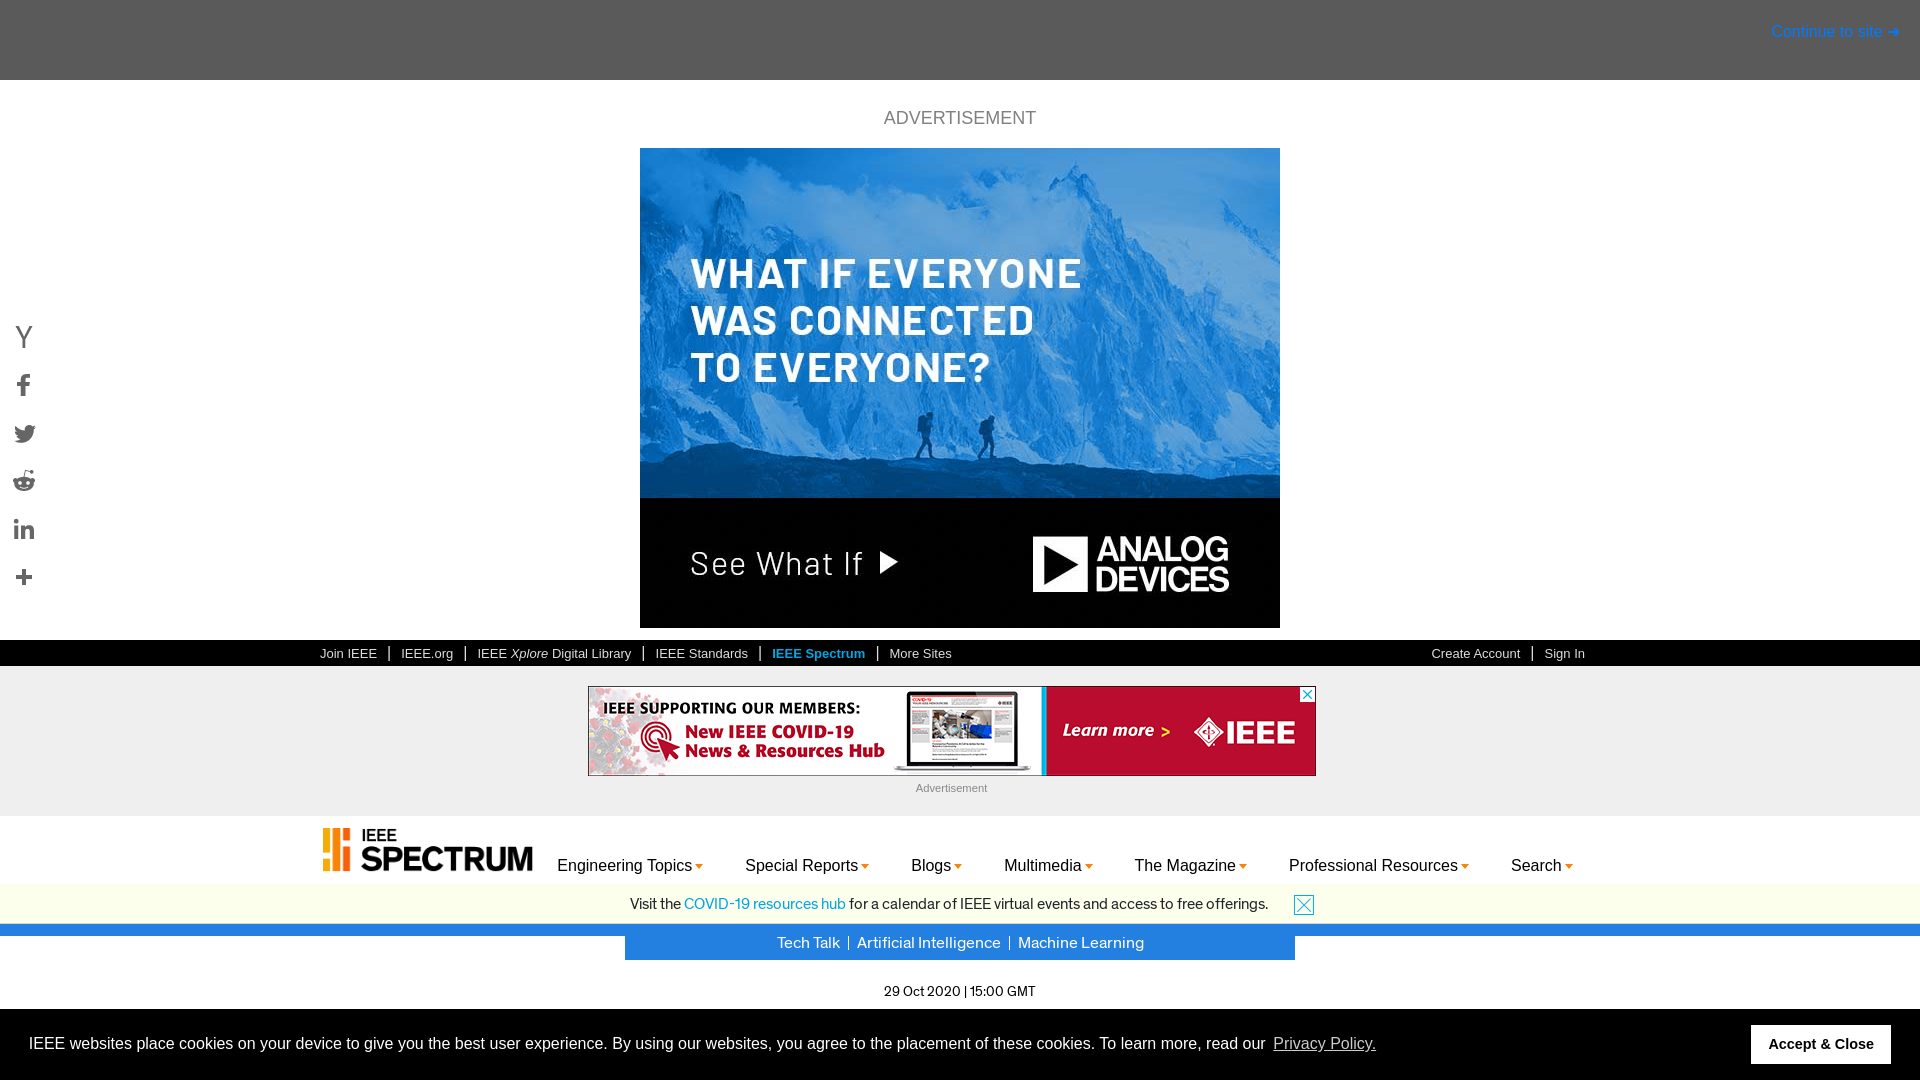 Continue to site ➔
ADVERTISEMENT
WHAT IF EVERYONE
WAS CONNECTED
TO EVERYONE?
See What If
ANALOG
DEVICES
Join IEEE | IEEE.org | IEEE Xplore Digital Library | IEEE Standards | IEEE Spectrum | More Sites
Create Account | Sign In
IEEE SUPPORTING OUR MEMBERS:
New IEEE COVID-19
News & Resources Hub
Learn more >
IEEE
Advertisement
IEEE
SPECTRUM
Engineering Topics Special Reports Blogs Multimedia The Magazine Professional Resources Search
Visit the COVID-19 resources hub for a calendar of IEEE virtual events and access to free offerings.
Tech Talk | Artificial Intelligence | Machine Learning
29 Oct 2020 | 15:00 GMT
IEEE websites place cookies on your device to give you the best user experience. By using our websites, you agree to the placement of these cookies. To learn more, read our Privacy Policy.
Accept & Close